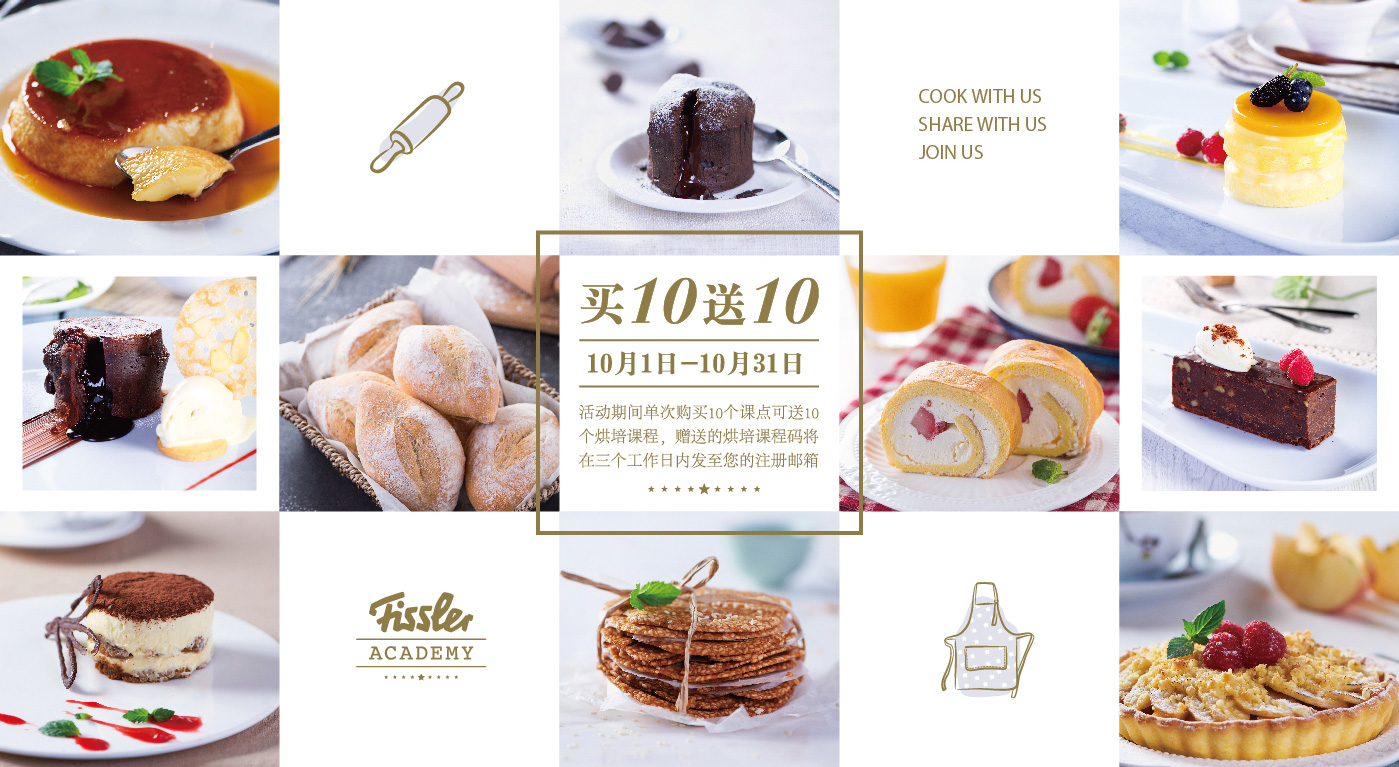 COOK WITH US
SHARE WITH US
JOIN US
买10送10
10月1日—10月31日
活动期间单次购买10个课点可送10
个烘培课程，赠送的烘培课程码将
在三个工作日内发至您的注册邮箱
Fissler
ACADEMY